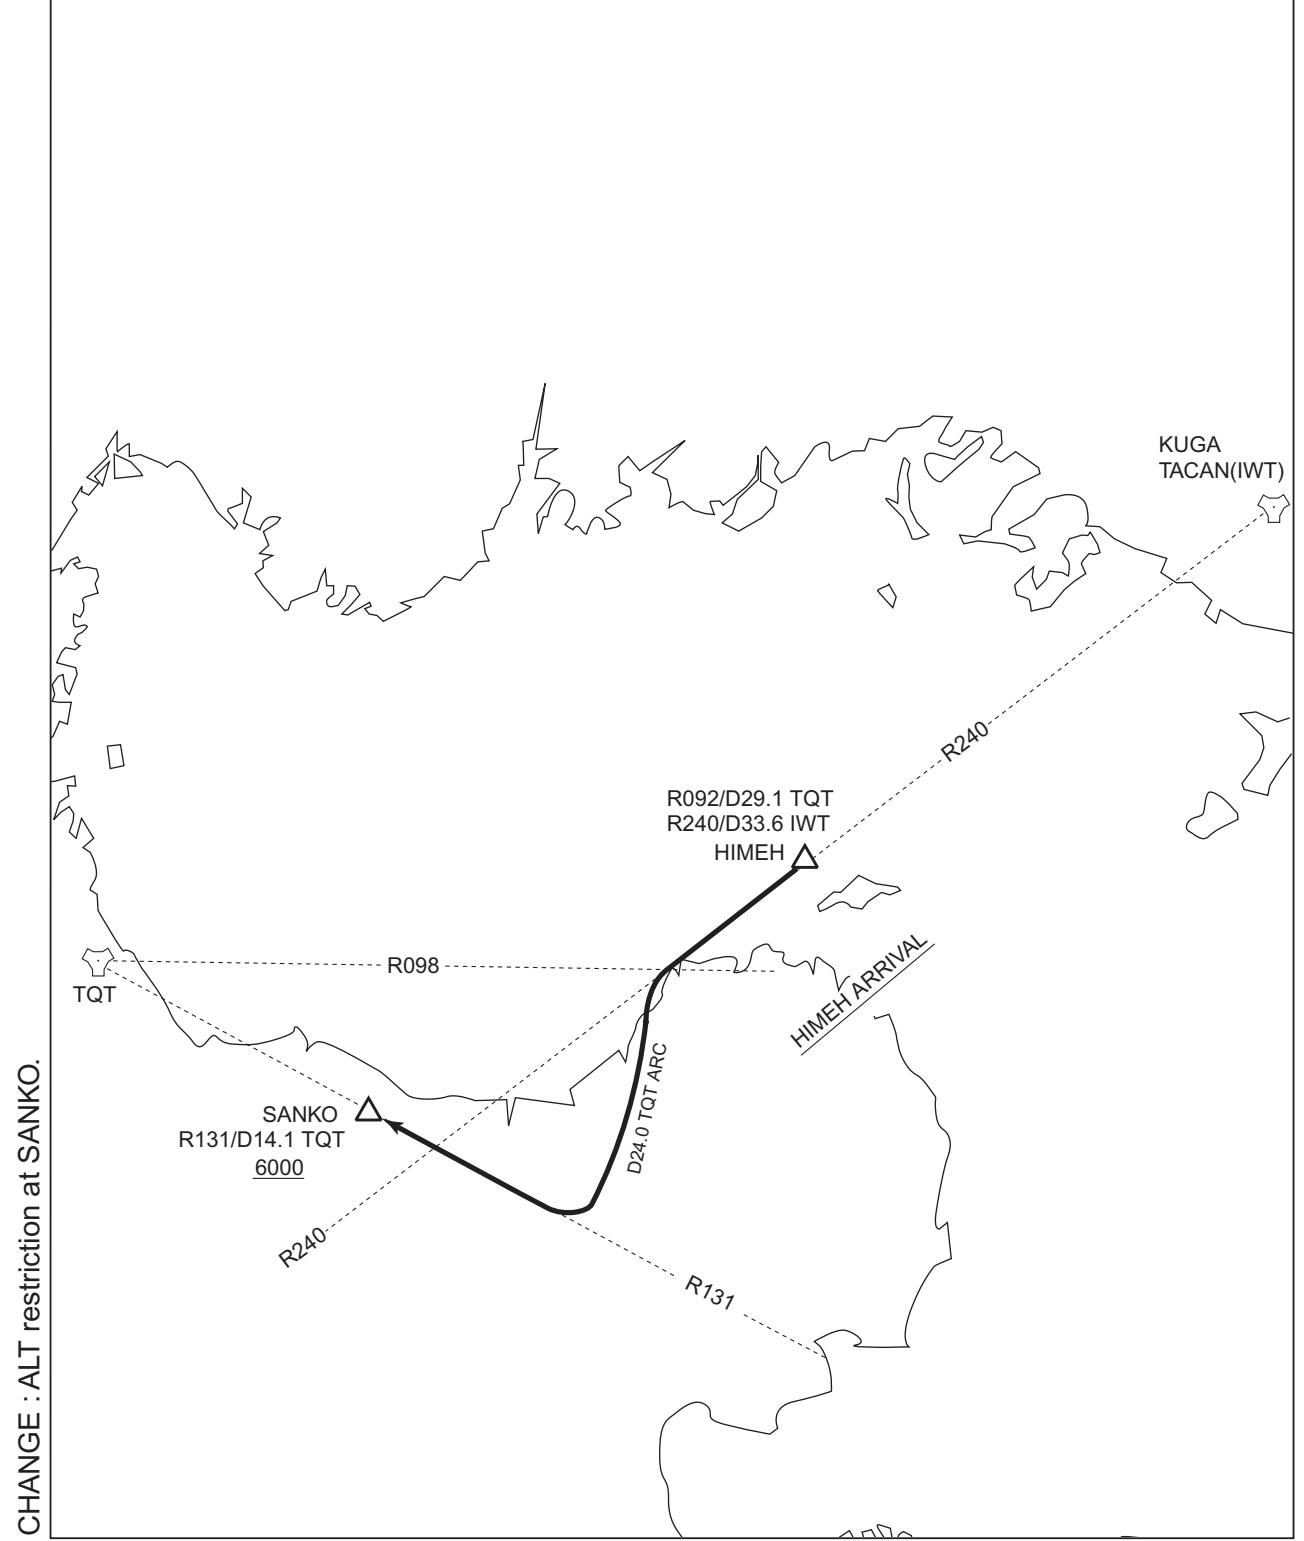 KUGA
TACAN(IWT)
R240
R092/D29.1 TQT
R240/D33.6 IWT
HIMEH
HIMEH ARRIVAL
R098
TQT
D24.0 TQT ARC
SANKO
R131/D14.1 TQT
6000
R240
R131
CHANGE : ALT restriction at SANKO.